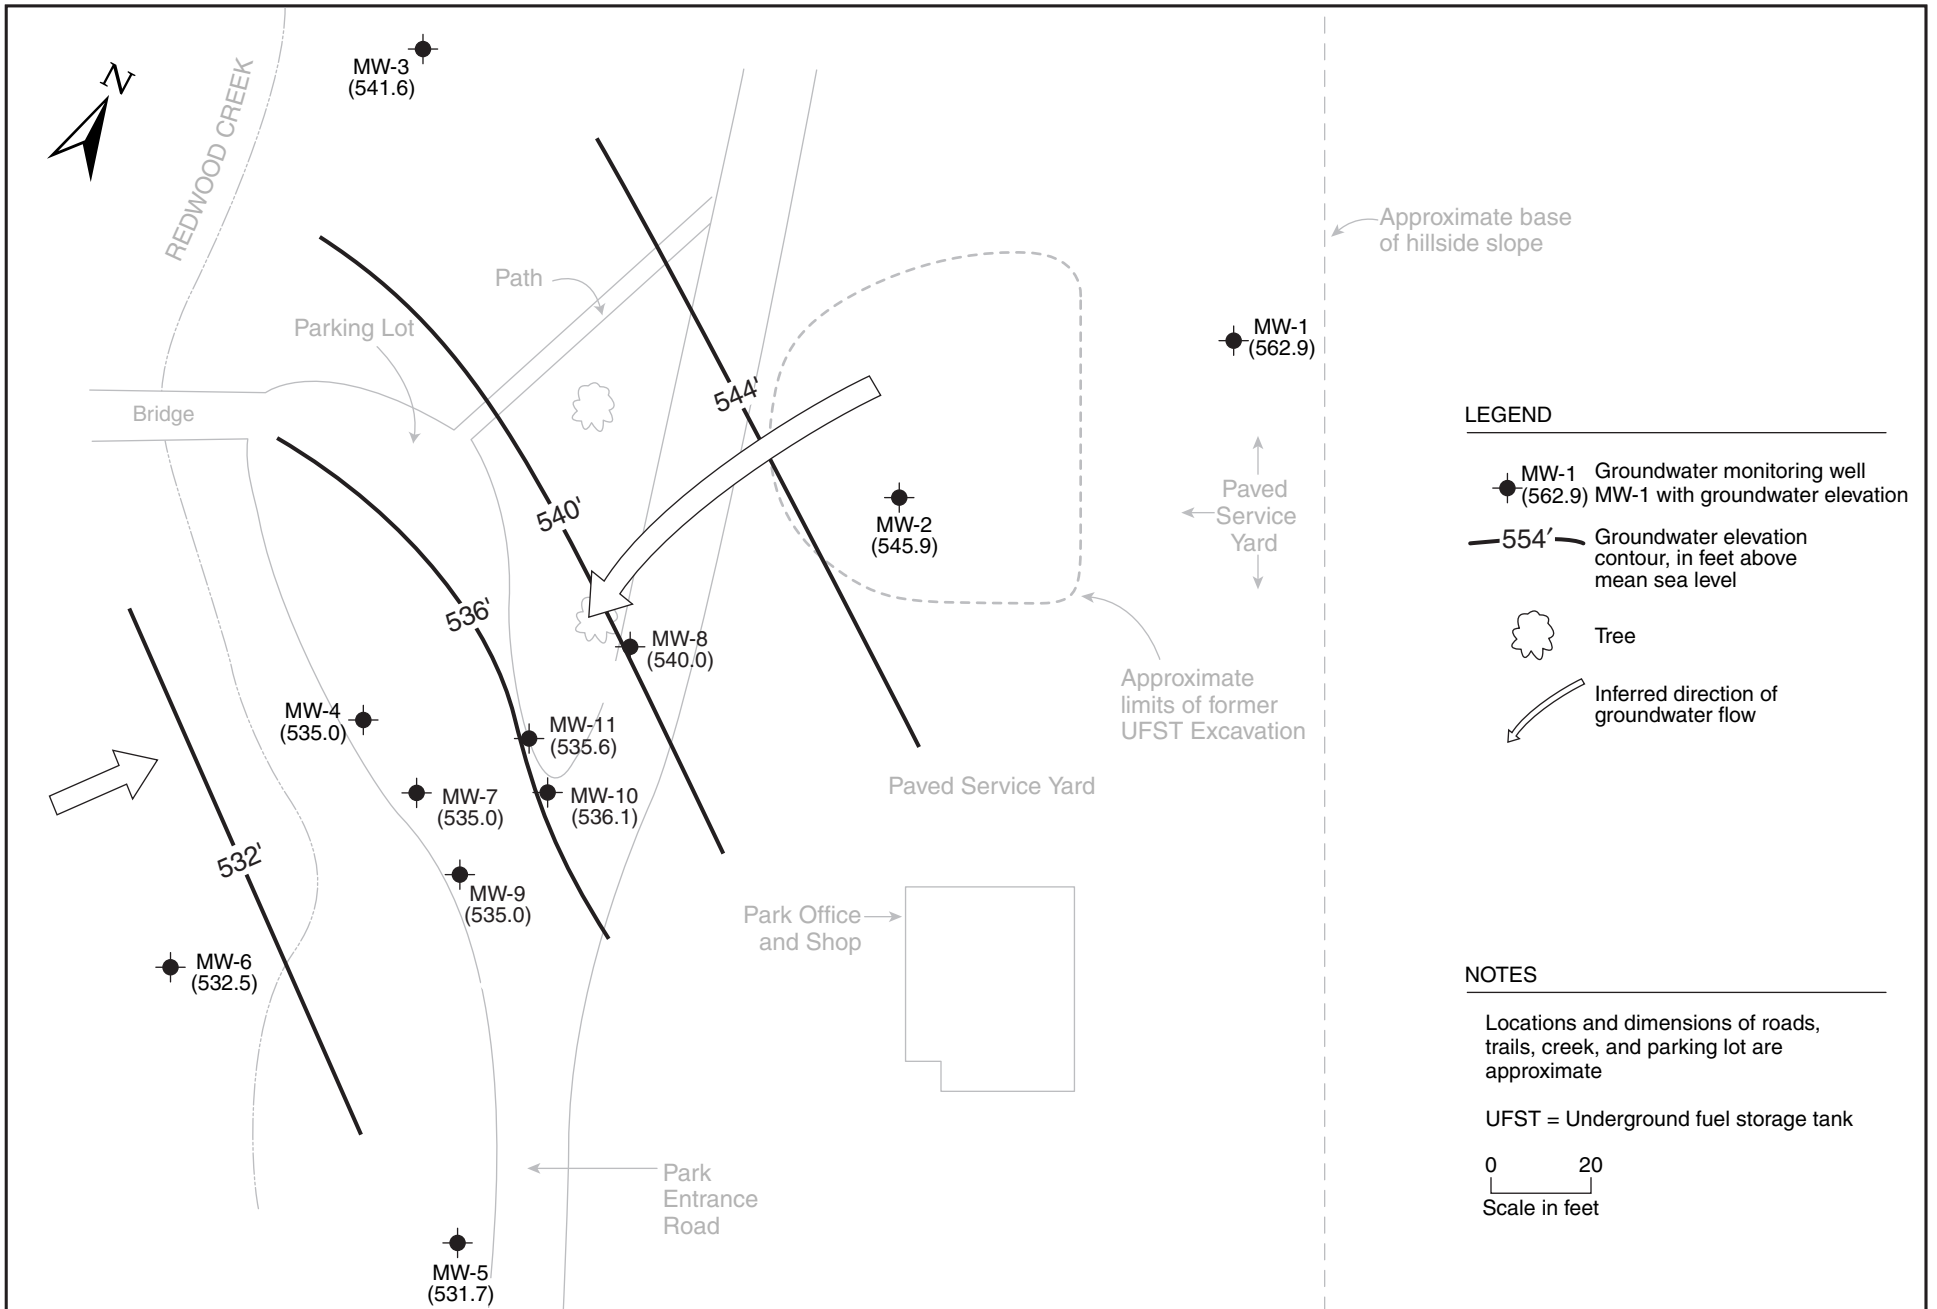 N
REDWOOD CREEK
MW-3
(541.6)
Path
Parking Lot
Bridge
Approximate base
of hillside slope
MW-1
(562.9)
544'
540'
536'
532'
MW-2
(545.9)
Paved
Service
Yard
MW-8
(540.0)
Approximate
limits of former
UFST Excavation
MW-4
(535.0)
MW-11
(535.6)
MW-7
(535.0)
MW-10
(536.1)
Paved Service Yard
MW-9
(535.0)
Park Office
and Shop
MW-6
(532.5)
Park
Entrance
Road
MW-5
(531.7)
LEGEND
MW-1
(562.9)
Groundwater monitoring well
MW-1 with groundwater elevation
554′
Groundwater elevation
contour, in feet above
mean sea level
Tree
Inferred direction of
groundwater flow
NOTES
Locations and dimensions of roads,
trails, creek, and parking lot are
approximate
UFST = Underground fuel storage tank
0 20
Scale in feet